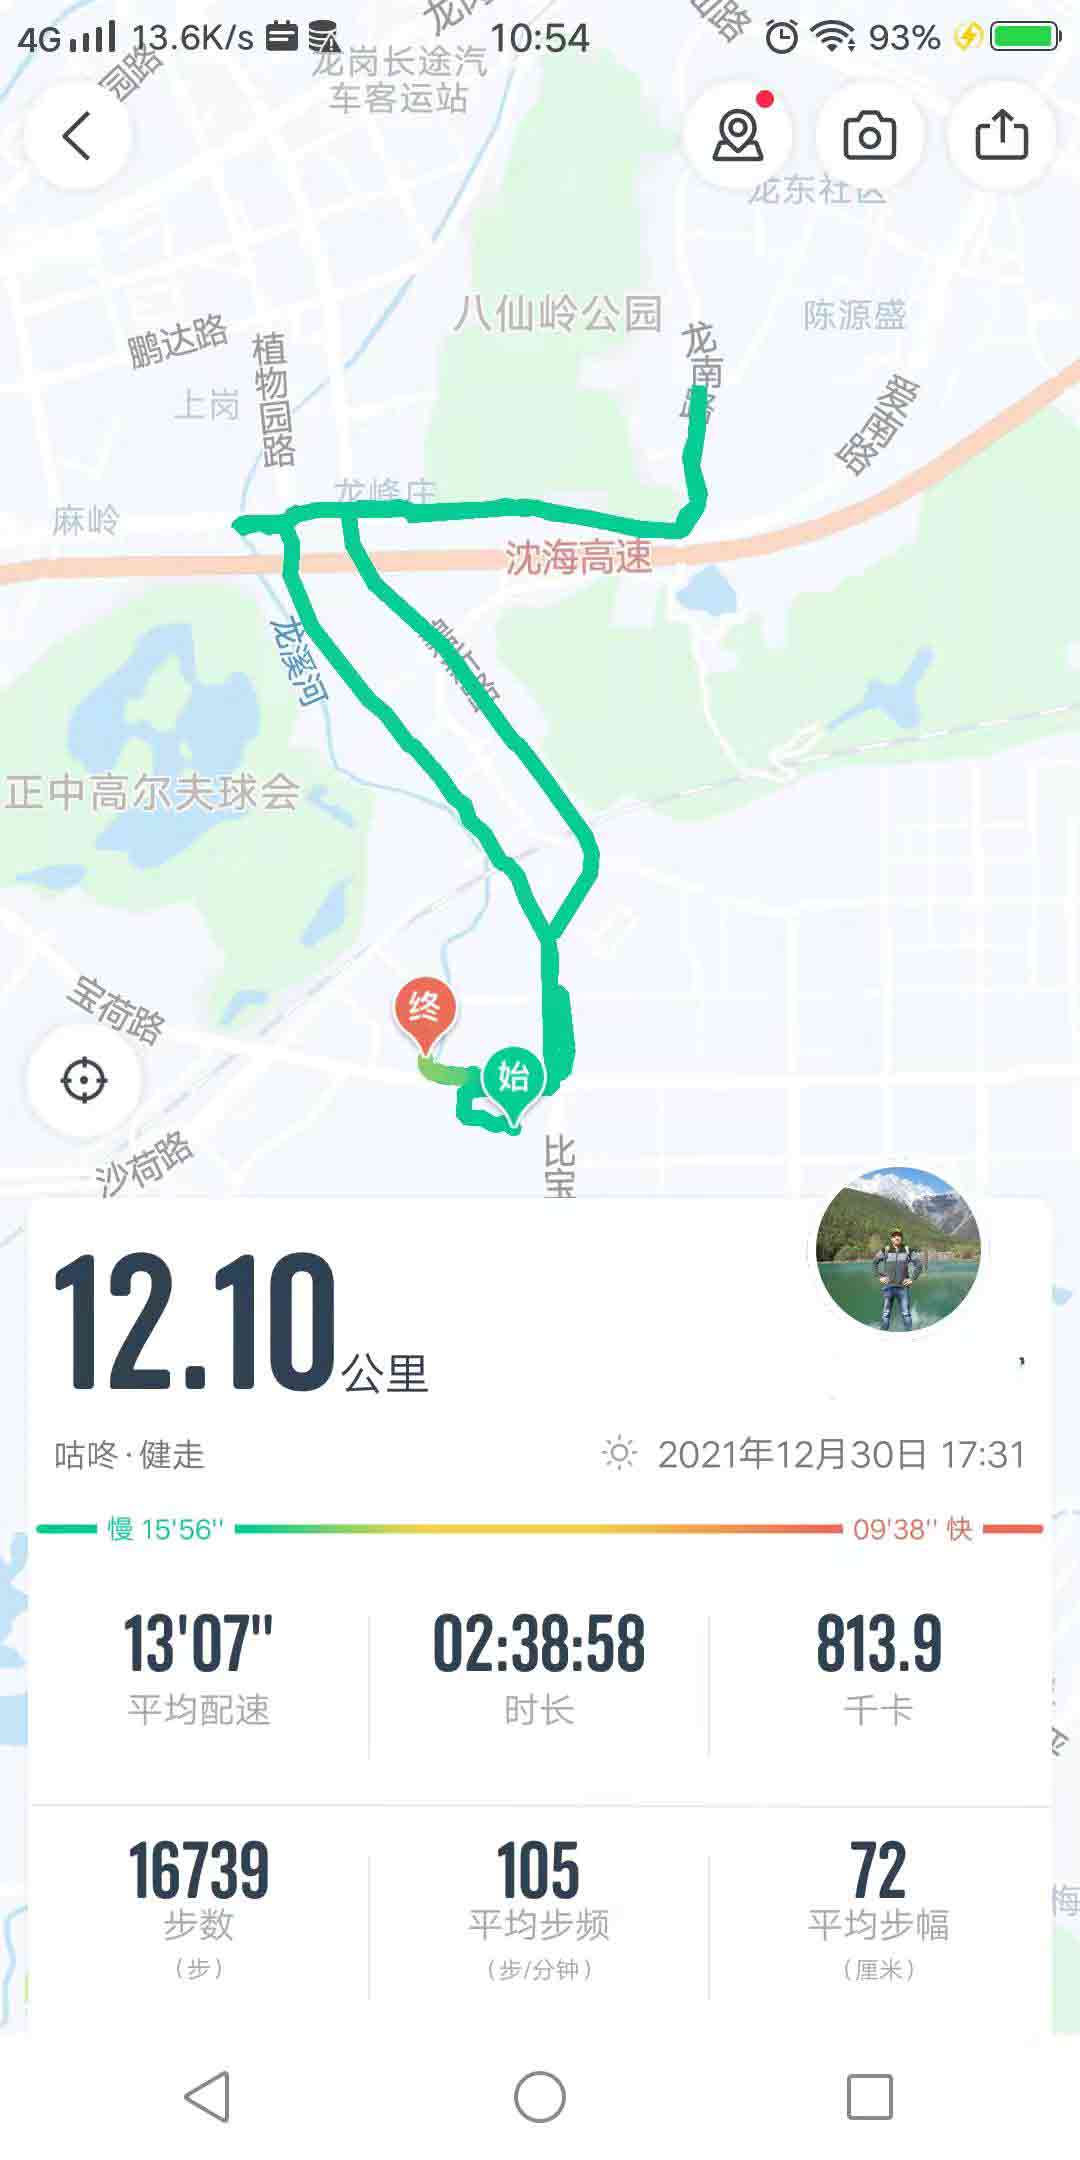 4G 13.6K/s 10:54 93%
龙岗长途汽
车客运站
龙东社区
八仙岭公园
陈源盛
龙南路
鹏达路
植物园路
爱南路
上岗
龙峰庄
麻岭
沈海高速
龙溪河
正中高尔夫球会
宝荷路
终
始
沙荷路
比宝
12.10公里
咕咚·健走
2021年12月30日 17:31
慢 15'56'' 09'38'' 快
13'07" 02:38:58 813.9
平均配速 时长 千卡
16739 105 72
步数 平均步频 平均步幅
（步） （步/分钟） （厘米）
梅